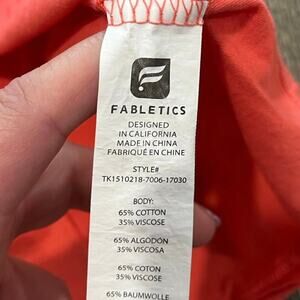 FABLETICS
DESIGNED
IN CALIFORNIA
MADE IN CHINA
FABRIQUÉ EN CHINE
STYLE#
TK1510218-7006-17030
BODY:
65% COTTON
35% VISCOSE
65% ALGODÓN
35% VISCOSA
65% COTON
35% VISCOSE
65% BAUMWOLLE